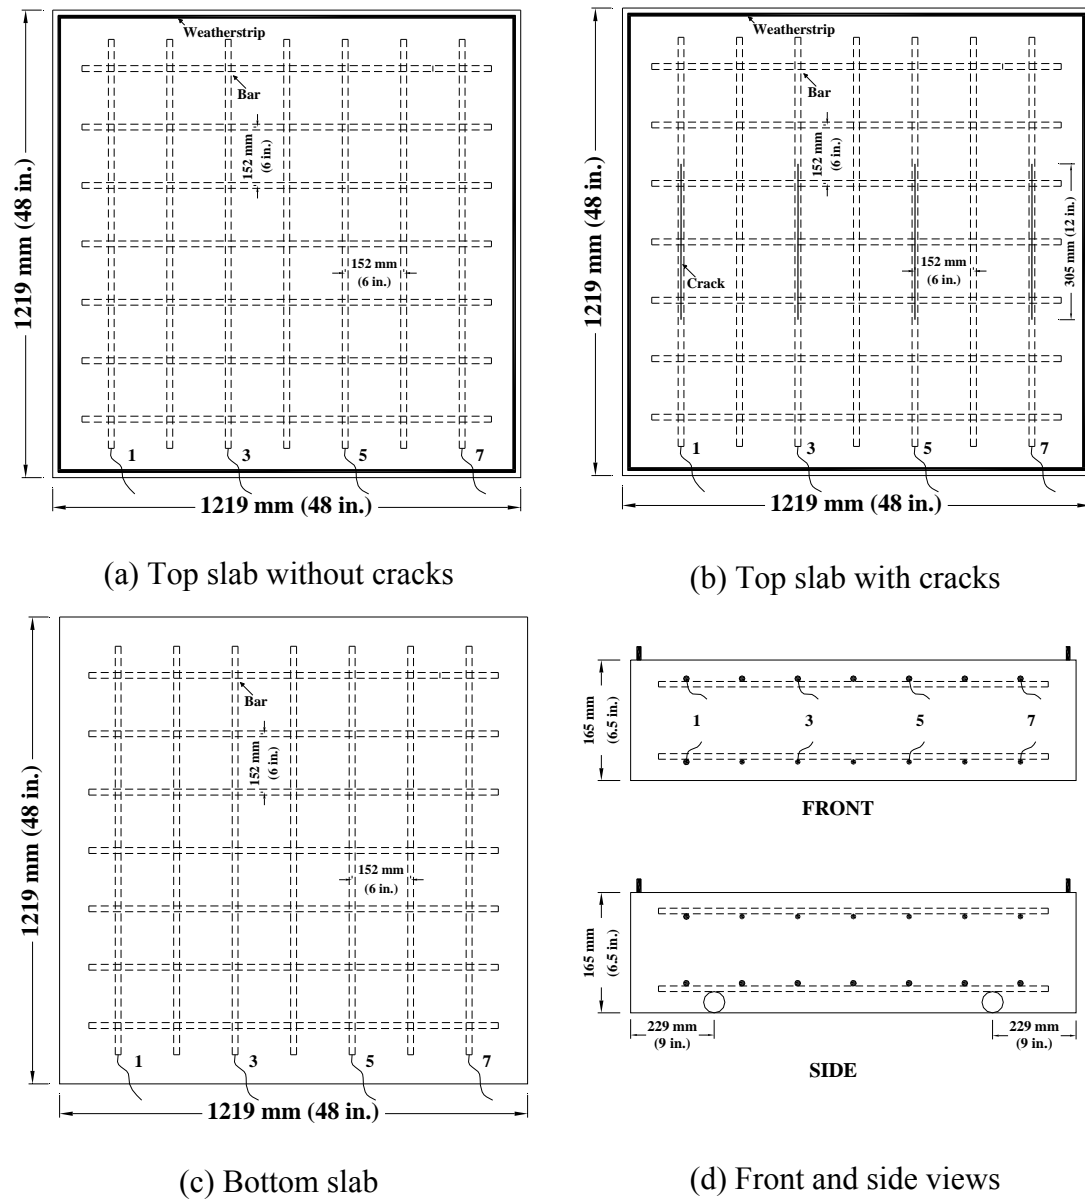 Weatherstrip
Bar
152 mm
(6 in.)
152 mm
(6 in.)
1219 mm (48 in.)
1 3 5 7
1219 mm (48 in.)
(a) Top slab without cracks
Weatherstrip
Bar
152 mm
(6 in.)
152 mm
(6 in.)
Crack
305 mm (12 in.)
1219 mm (48 in.)
1 3 5 7
1219 mm (48 in.)
(b) Top slab with cracks
Bar
152 mm
(6 in.)
152 mm
(6 in.)
1219 mm (48 in.)
1 3 5 7
1219 mm (48 in.)
(c) Bottom slab
165 mm
(6.5 in.)
1 3 5 7
FRONT
165 mm
(6.5 in.)
229 mm
(9 in.)
229 mm
(9 in.)
SIDE
(d) Front and side views